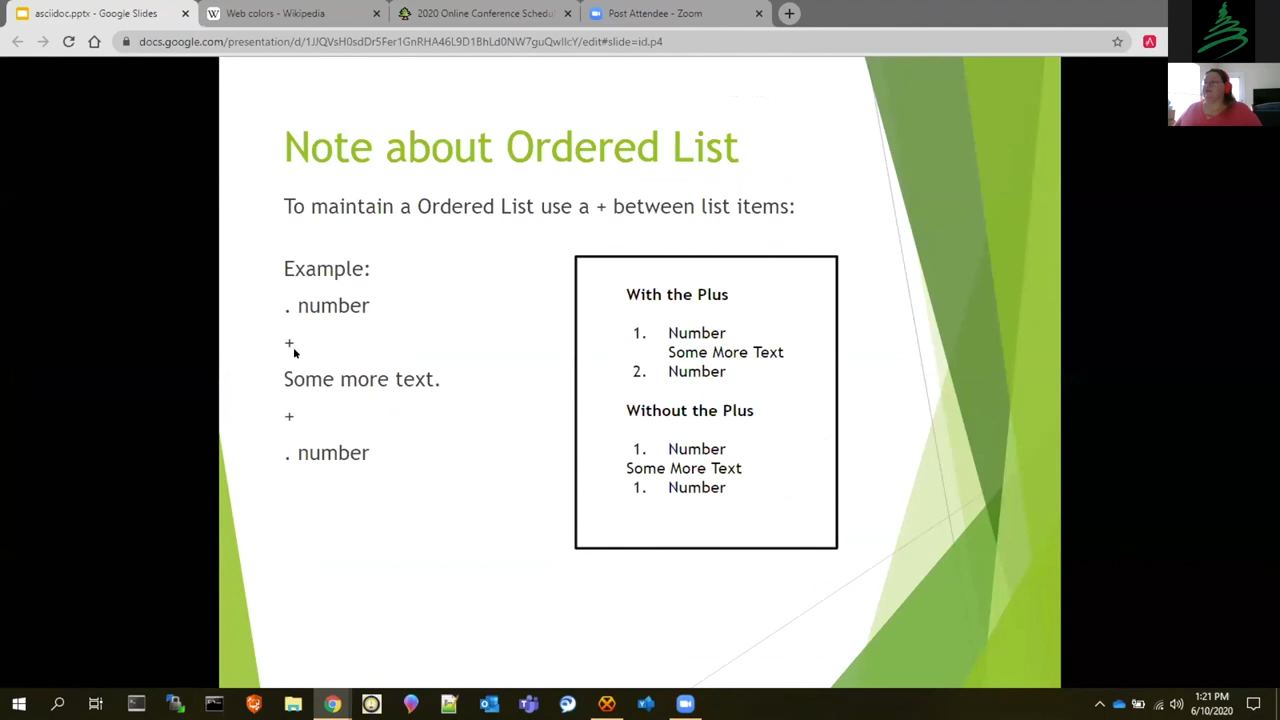 asciidoc.pptx - Google Slides
Web colors - Wikipedia
2020 Online Conference Schedu
Post Attendee - Zoom
docs.google.com/presentation/d/1JJQVsH0sdDr5Fer1GnRHA46L9D1BhLd0NW7guQwIlcY/edit#slide=id.p4
Note about Ordered List
To maintain a Ordered List use a + between list items:
Example:
. number
+
Some more text.
+
. number
With the Plus
1. Number
Some More Text
2. Number
Without the Plus
1. Number
Some More Text
1. Number
1:21 PM
6/10/2020